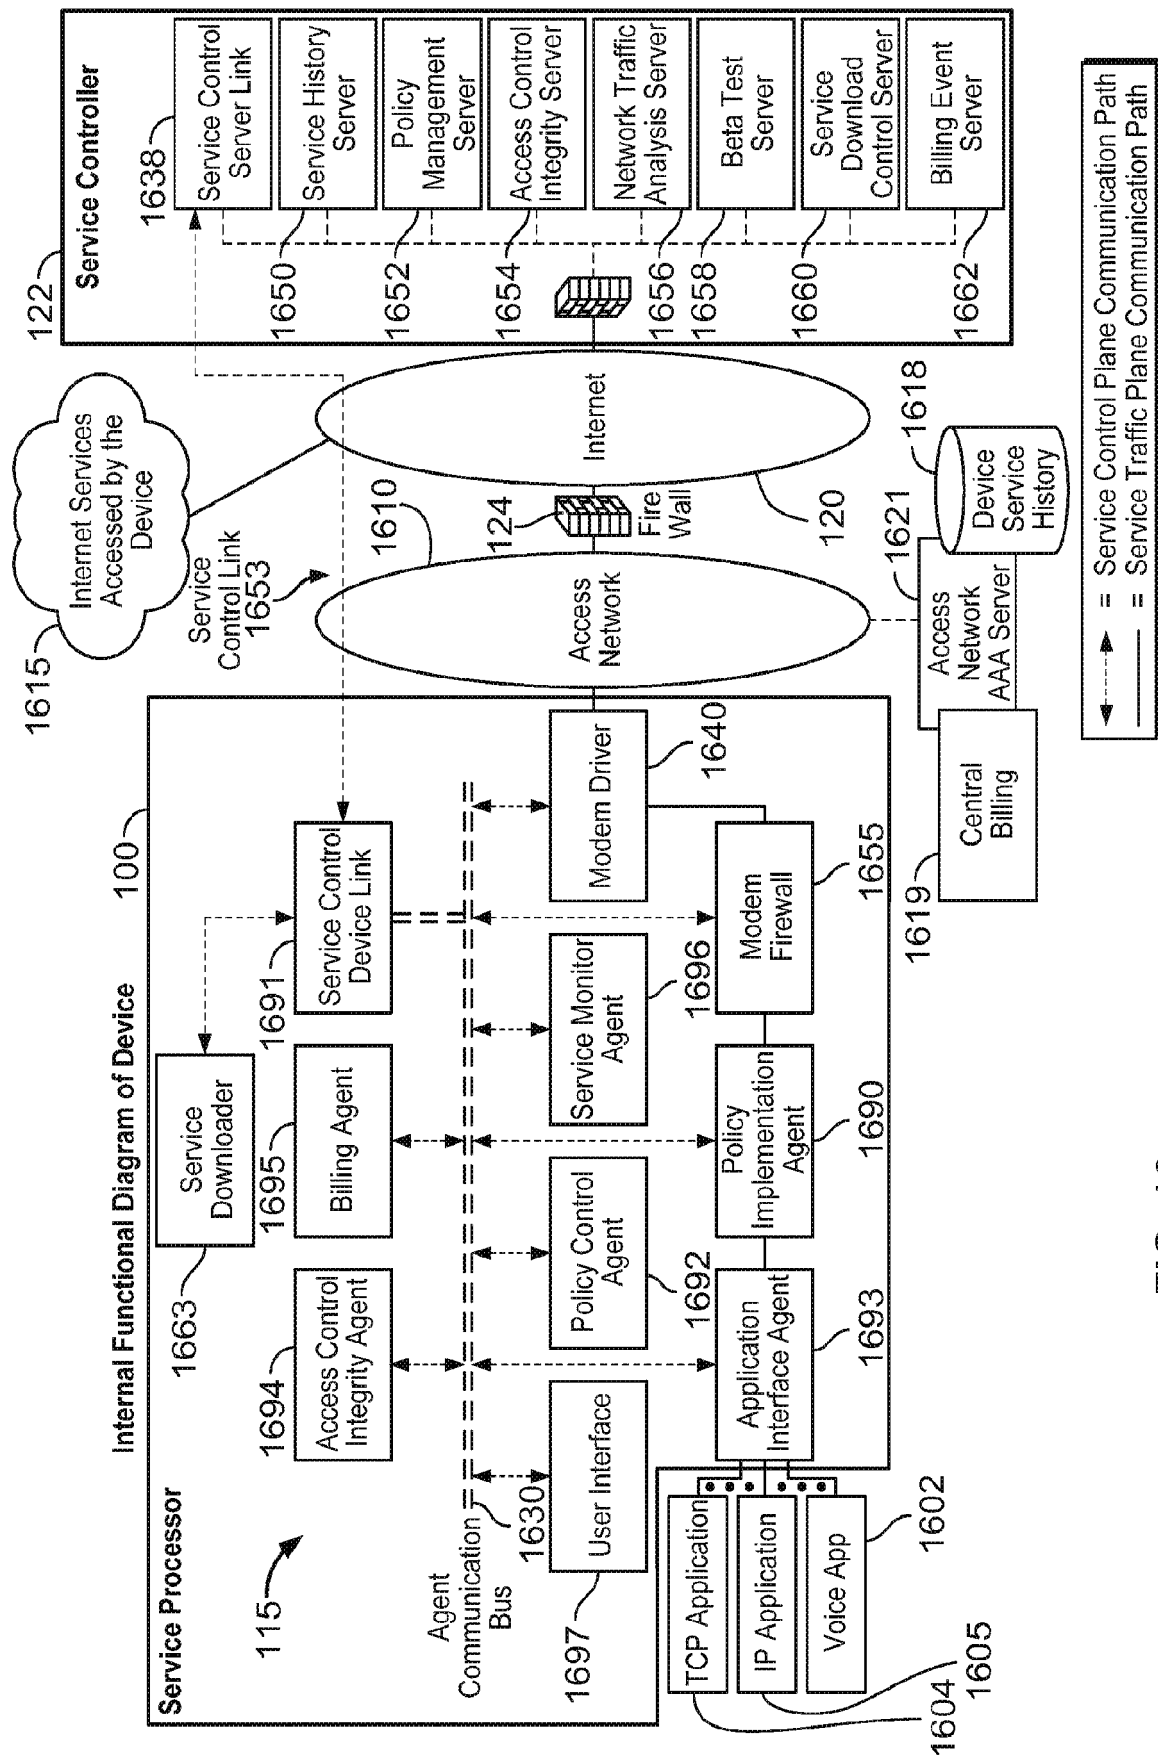 Internal Functional Diagram of Device
100
Service Processor
115
1663
Service
Downloader
1694
Access Control
Integrity Agent
1695
Billing Agent
1691
Service Control
Device Link
Agent
Communication
Bus
1630
1697
User Interface
Policy Control
Agent
1692
Service Monitor
Agent
1696
Modem Driver
1640
Application
Interface Agent
1693
Policy
Implementation
Agent
1690
Modem
Firewall
1655
TCP Application
IP Application
Voice App
1604
1605
1602
1615
Internet Services
Accessed by the
Device
Service
Control Link
1653
1610
Access
Network
124
Fire
Wall
Internet
120
1621
Access
Network
AAA Server
1618
Device
Service
History
1619
Central
Billing
122
Service Controller
1638
Service Control
Server Link
1650
Service History
Server
1652
Policy
Management
Server
1654
Access Control
Integrity Server
1656
Network Traffic
Analysis Server
1658
Beta Test
Server
1660
Service
Download
Control Server
1662
Billing Event
Server
= Service Control Plane Communication Path
= Service Traffic Plane Communication Path